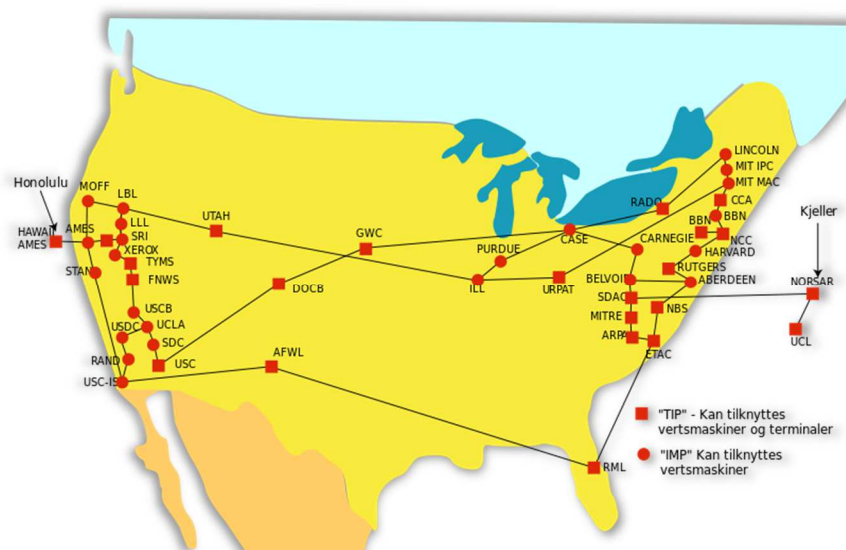 LINCOLN
MIT IPC
MIT MAC
Honolulu
MOFF
LBL
CCA
RADC
Kjeller
UTAH
LLL
BBN
BBN
HAWAII
AMES
AMES
SRI
GWC
CASE
CARNEGIE
NCC
XEROX
PURDUE
HARVARD
TYMS
STAN
RUTGERS
FNWS
DOCB
ILL
URPAT
BELVOIR
ABERDEEN
NORSAR
SDAC
USCB
NBS
MITRE
USDC
UCLA
ARPA
UCL
SDC
ETAC
RAND
USC
AFWL
USC-IS
"TIP" - Kan tilknyttes
vertsmaskiner og terminaler
"IMP" Kan tilknyttes
vertsmaskiner
RML